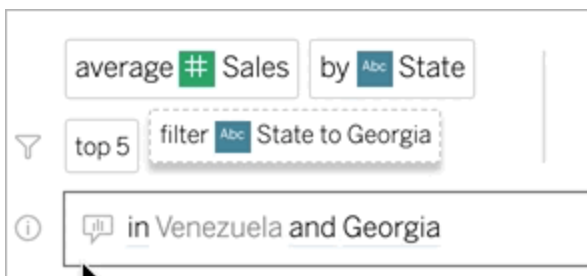 average # Sales by Abc State
top 5 filter Abc State to Georgia
in Venezuela and Georgia